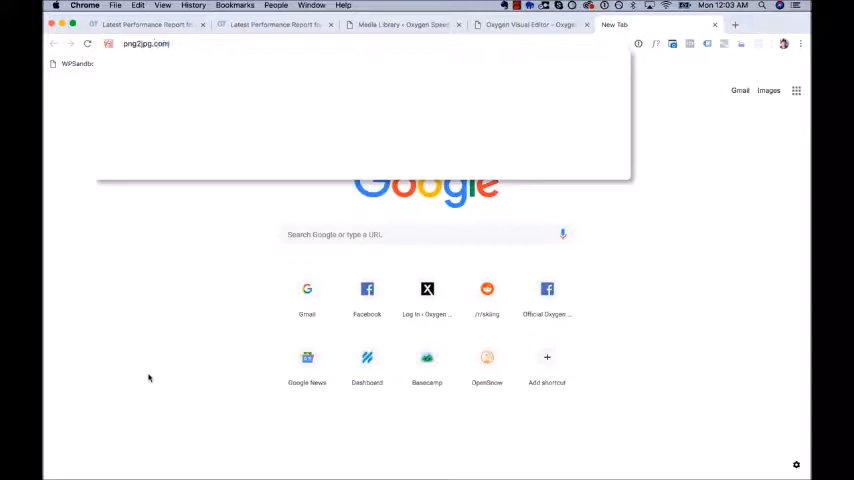 Chrome File Edit View History Bookmarks People Window Help Mon 12:03 AM
Latest Performance Report fo × Latest Performance Report fo × Media Library ‹ Oxygen Speed × Oxygen Visual Editor - Oxyge × New Tab ×
png2jpg.com
WPSandbo
Gmail Images
Google
Search Google or type a URL
Gmail Facebook Log In ‹ Oxygen ... /r/skiing Official Oxygen ...
Google News Dashboard Basecamp OpenSnow Add shortcut